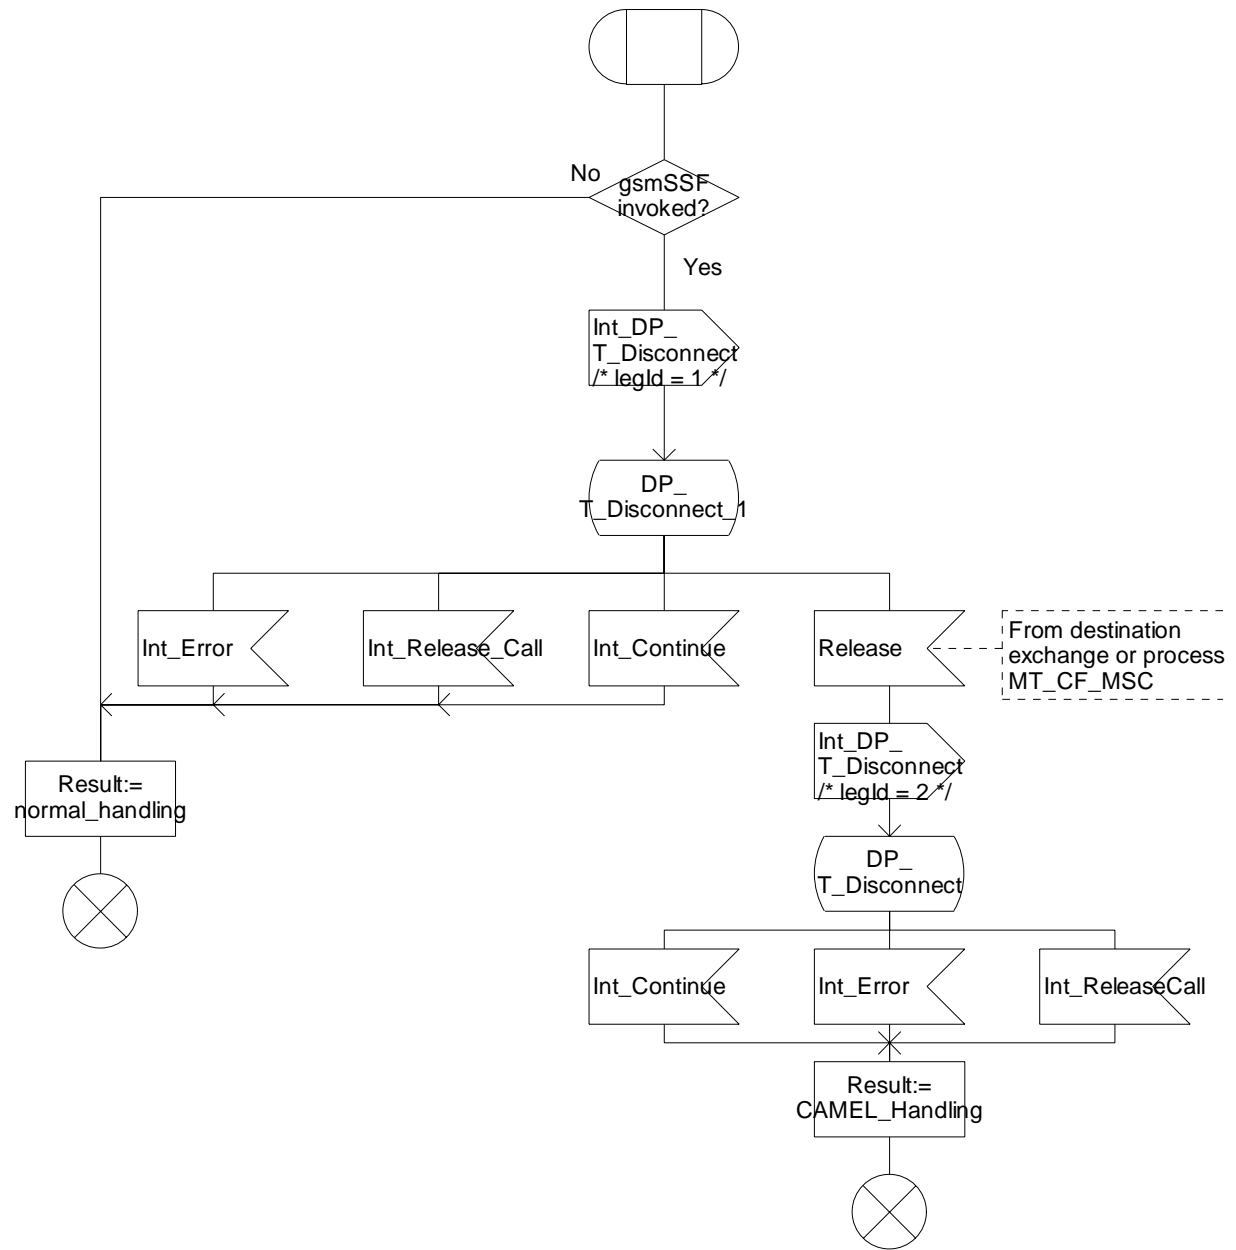 No
gsmSSF
invoked?
Yes
Int_DP_
T_Disconnect
/* legId = 1 */
DP_
T_Disconnect_1
Int_Error
Int_Release_Call
Int_Continue
Release
From destination
exchange or process
MT_CF_MSC
Int_DP_
T_Disconnect
/* legId = 2 */
Result:=
normal_handling
DP_
T_Disconnect
Int_Continue
Int_Error
Int_ReleaseCall
Result:=
CAMEL_Handling